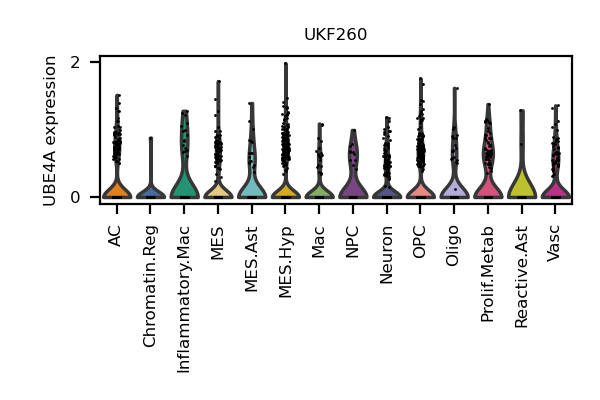 UKF260
UBE4A expression
2
0
AC
Chromatin.Reg
Inflammatory.Mac
MES
MES.Ast
MES.Hyp
Mac
NPC
Neuron
OPC
Oligo
Prolif.Metab
Reactive.Ast
Vasc